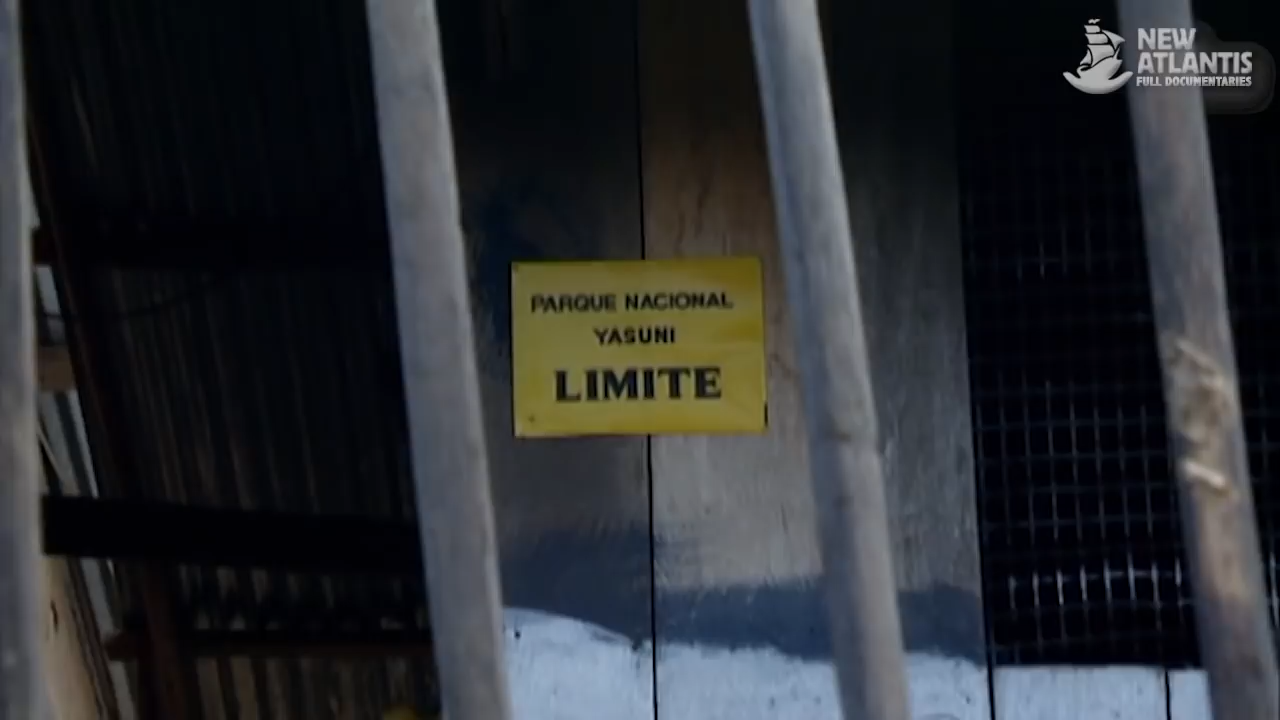 NEW
ATLANTIS
FULL DOCUMENTARIES
PARQUE NACIONAL
YASUNI
LIMITE